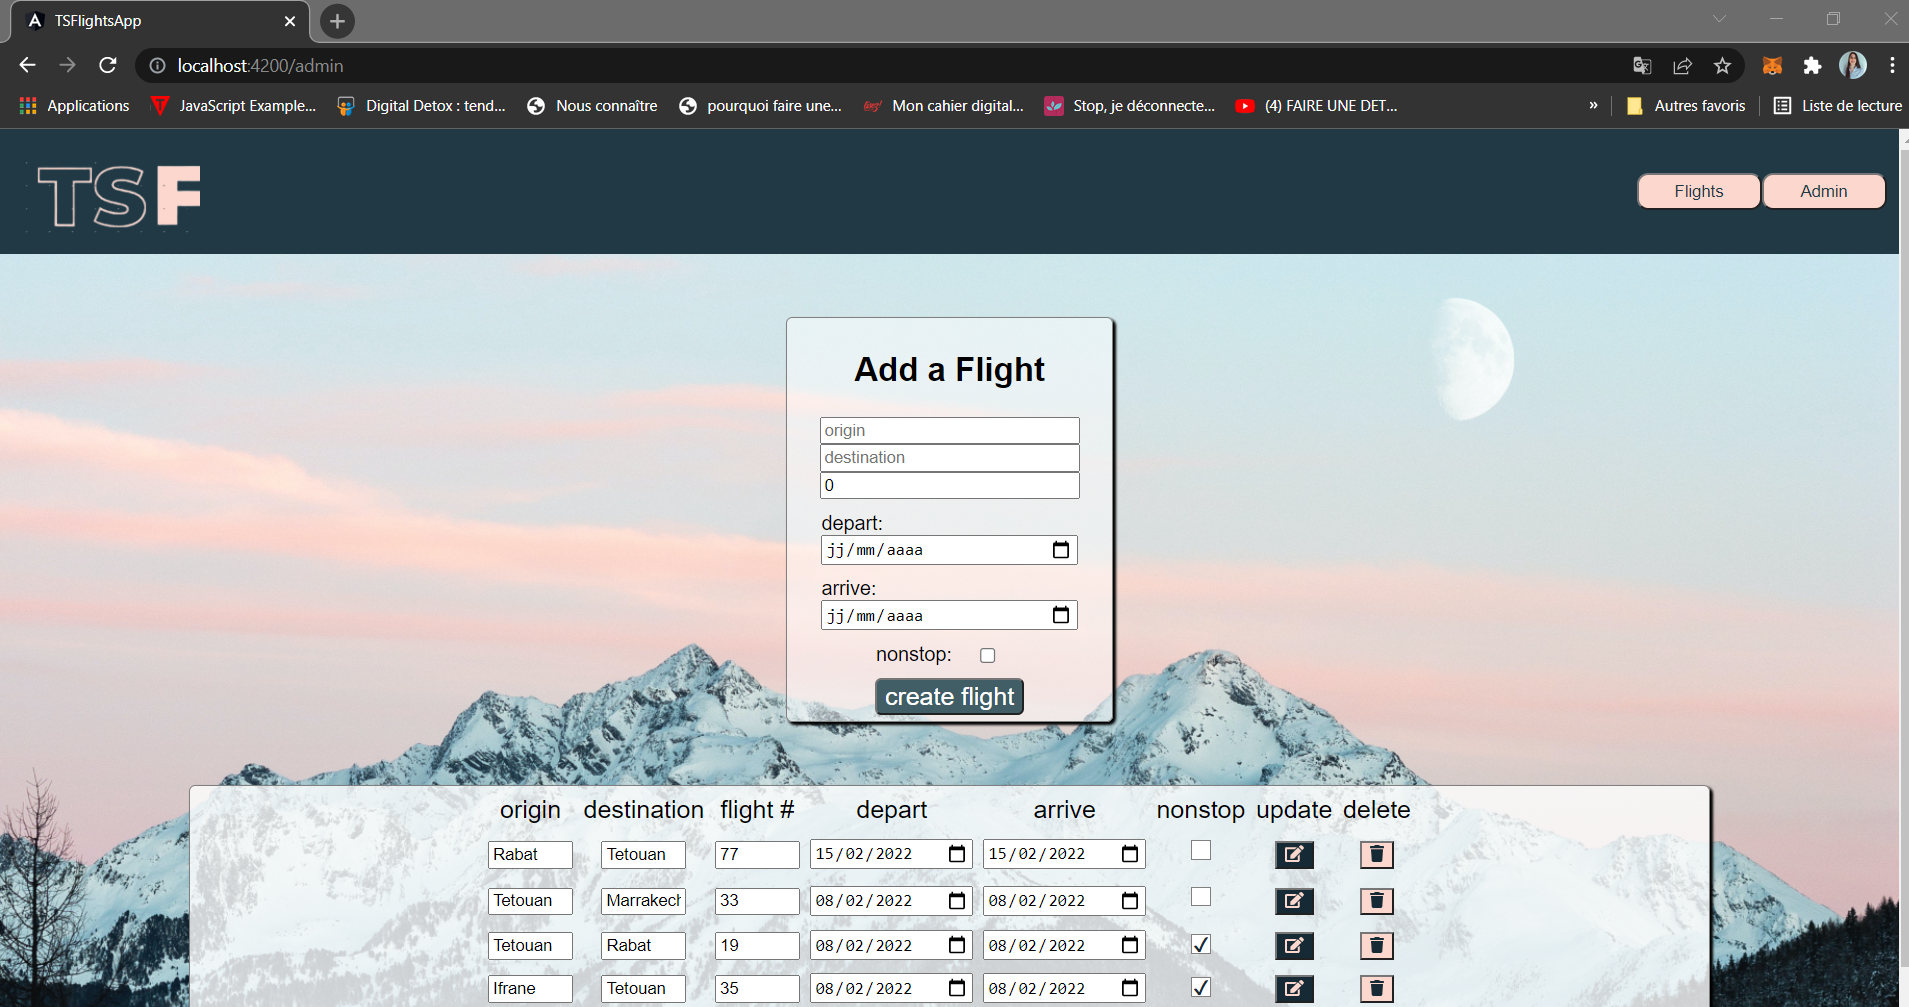 TSFlightsApp
localhost:4200/admin
Applications JavaScript Example... Digital Detox : tend... Nous connaître pourquoi faire une... Mon cahier digital... Stop, je déconnecte... (4) FAIRE UNE DET... » Autres favoris Liste de lecture
TSF Flights Admin
Add a Flight
origin
destination
0
depart:
jj/mm/aaaa
arrive:
jj/mm/aaaa
nonstop:
create flight
origin destination flight # depart arrive nonstop update delete
Rabat Tetouan 77 15/02/2022 15/02/2022
Tetouan Marrakech 33 08/02/2022 08/02/2022
Tetouan Rabat 19 08/02/2022 08/02/2022
Ifrane Tetouan 35 08/02/2022 08/02/2022